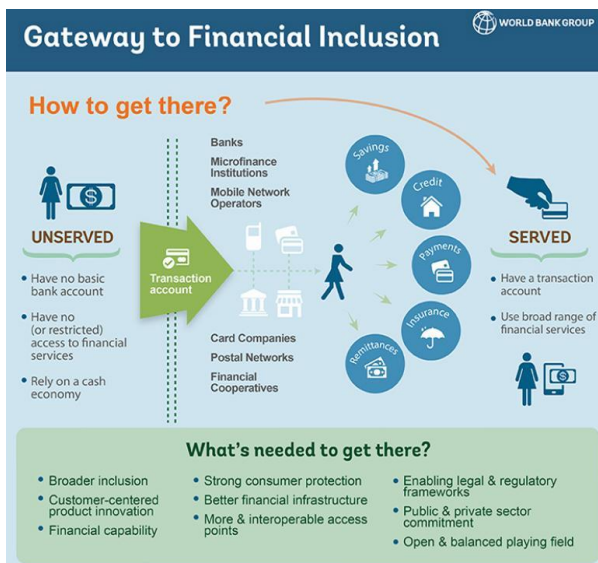 Gateway to Financial Inclusion
WORLD BANK GROUP
How to get there?
UNSERVED
• Have no basic
bank account
• Have no
(or restricted)
access to financial
services
• Rely on a cash
economy
Transaction
account
Banks
Microfinance
Institutions
Mobile Network
Operators
Card Companies
Postal Networks
Financial
Cooperatives
Savings
Credit
Payments
Insurance
Remittances
SERVED
• Have a transaction
account
• Use broad range of
financial services
What's needed to get there?
• Broader inclusion
• Customer-centered
product innovation
• Financial capability
• Strong consumer protection
• Better financial infrastructure
• More & interoperable access
points
• Enabling legal & regulatory
frameworks
• Public & private sector
commitment
• Open & balanced playing field